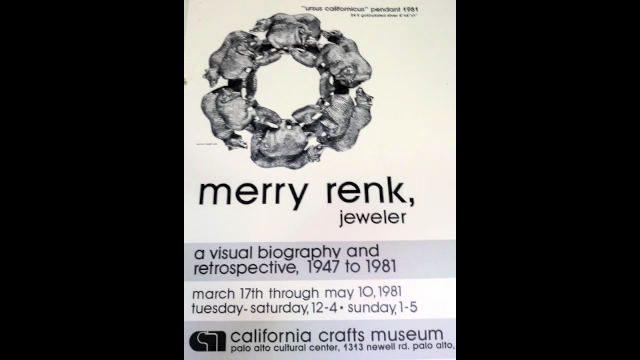 "ursus californicus" pendant 1981
merry renk,
jeweler
a visual biography and
retrospective, 1947 to 1981
march 17th through may 10, 1981
tuesday-saturday, 12-4 • sunday, 1-5
california crafts museum
palo alto cultural center, 1313 newell rd. palo alto,